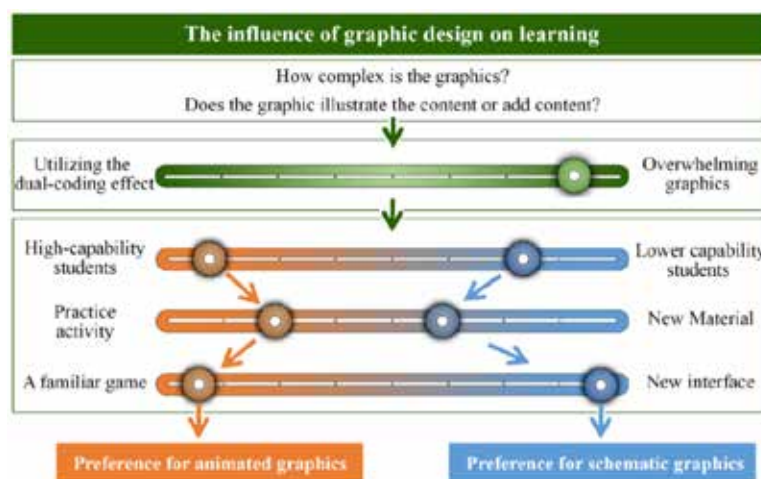 The influence of graphic design on learning
How complex is the graphics?
Does the graphic illustrate the content or add content?
Utilizing the
dual-coding effect
Overwhelming
graphics
High-capability
students
Lower capability
students
Practice
activity
New Material
A familiar game
New interface
Preference for animated graphics
Preference for schematic graphics